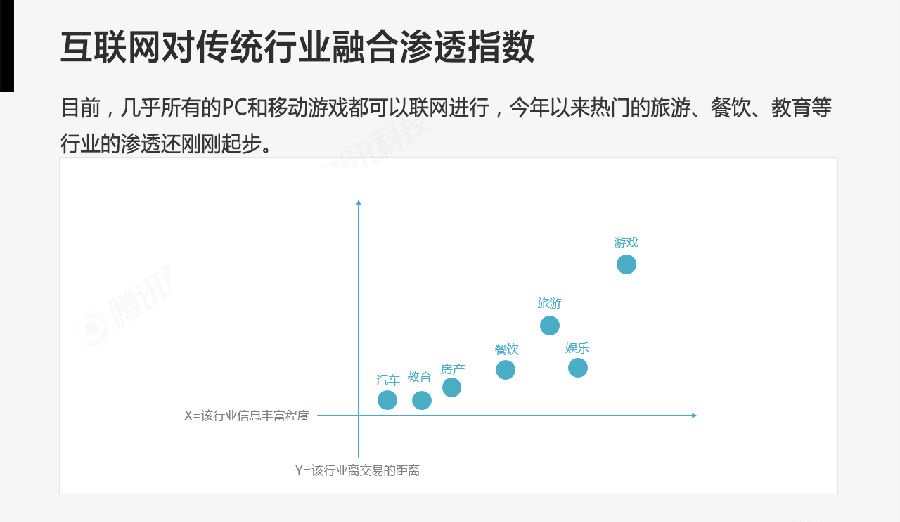 互联网对传统行业融合渗透指数
目前，几乎所有的PC和移动游戏都可以联网进行，今年以来热门的旅游、餐饮、教育等
行业的渗透还刚刚起步。
游戏
旅游
娱乐
餐饮
房产
教育
汽车
X=该行业信息丰富程度
Y=该行业离交易的距离
腾讯科技
腾讯